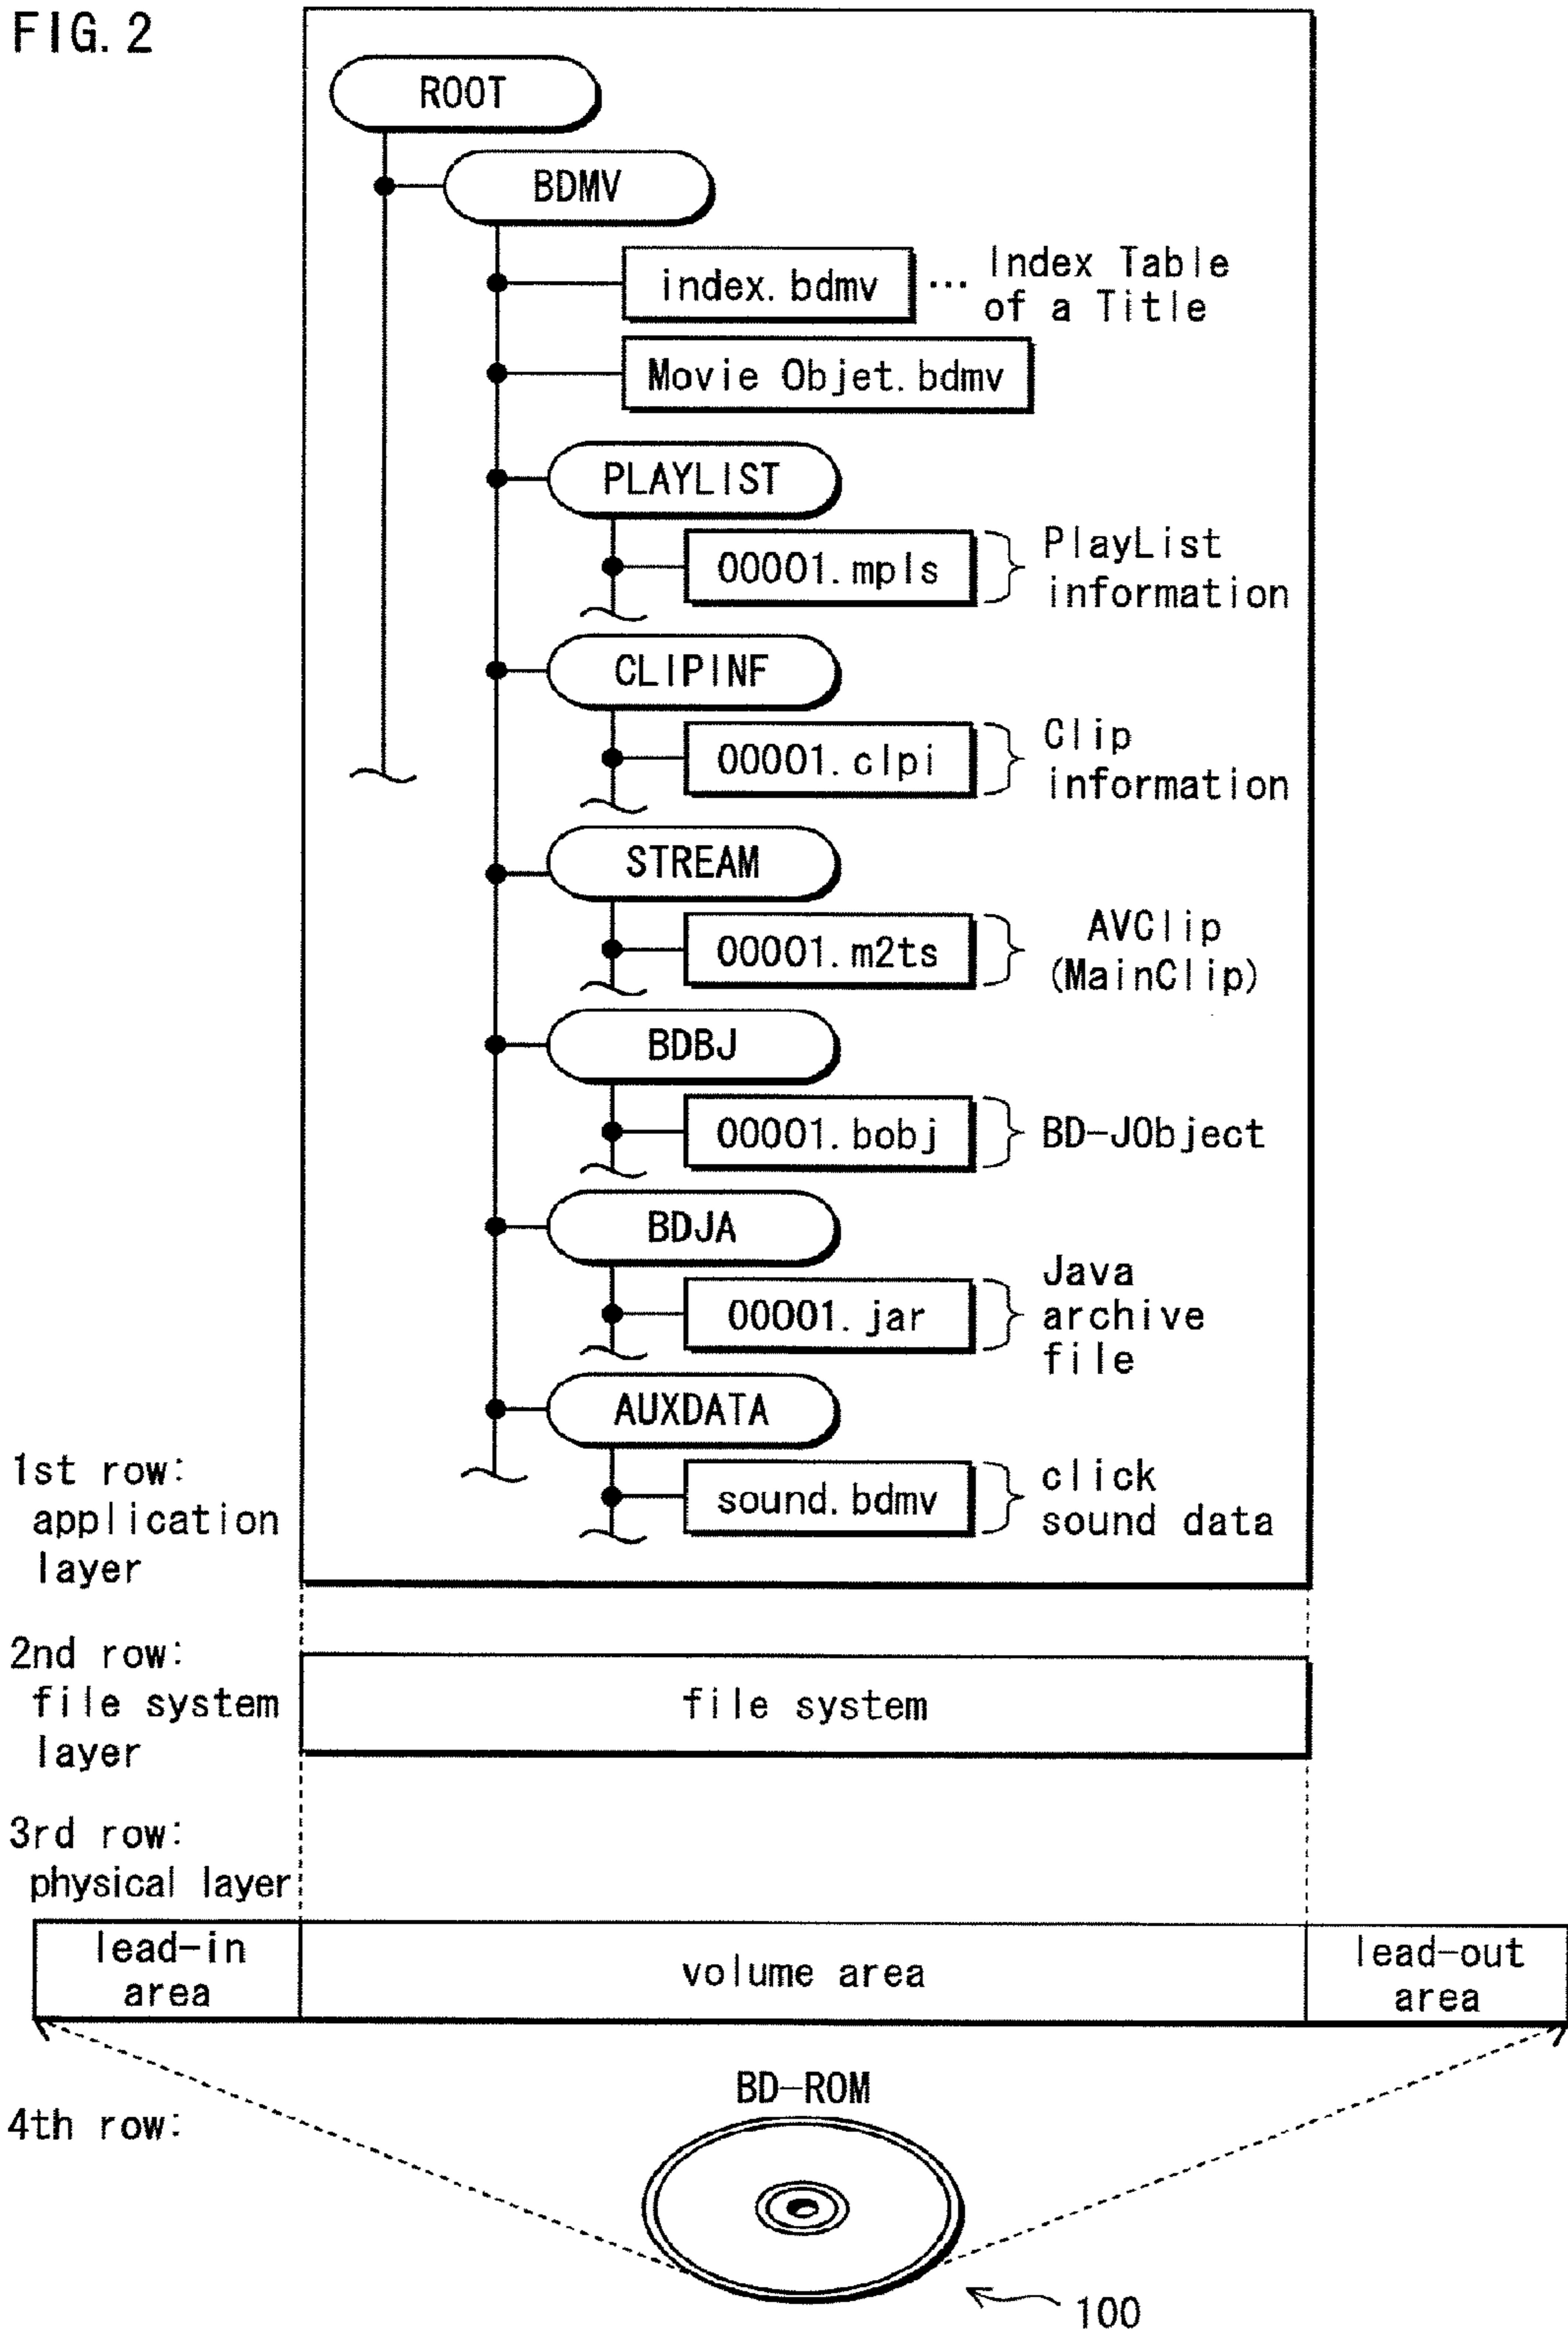 FIG. 2
ROOT
BDMV
index. bdmv ... Index Table
of a Title
Movie Objet. bdmv
PLAYLIST
00001. mpls
PlayList
information
CLIPINF
00001. clpi
Clip
information
STREAM
00001. m2ts
AVClip
(MainClip)
BDBJ
00001. bobj
BD-JObject
BDJA
00001. jar
Java
archive
file
AUXDATA
sound. bdmv
click
sound data
1st row:
application
layer
2nd row:
file system
layer
file system
3rd row:
physical layer
lead-in
area
volume area
lead-out
area
BD-ROM
4th row:
100